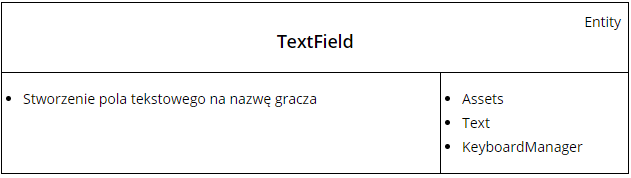 Entity
TextField
Stworzenie pola tekstowego na nazwę gracza
Assets
Text
KeyboardManager